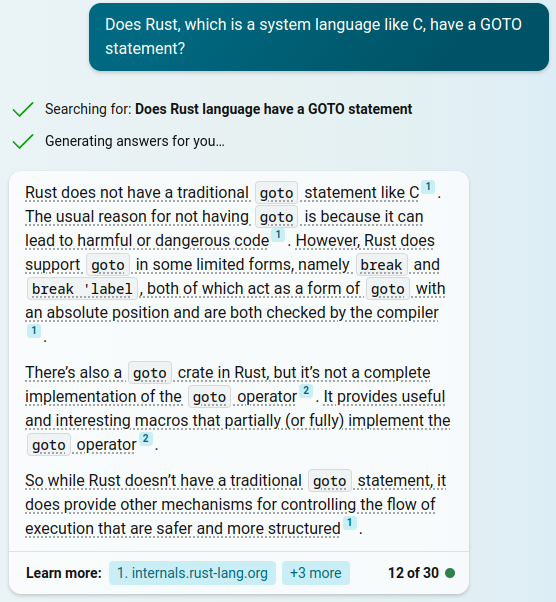 Does Rust, which is a system language like C, have a GOTO
statement?
Searching for: Does Rust language have a GOTO statement
Generating answers for you…
Rust does not have a traditional goto statement like C 1 .
The usual reason for not having goto is because it can
lead to harmful or dangerous code 1 . However, Rust does
support goto in some limited forms, namely break and
break 'label , both of which act as a form of goto with
an absolute position and are both checked by the compiler
1 .
There's also a goto crate in Rust, but it's not a complete
implementation of the goto operator 2 . It provides useful
and interesting macros that partially (or fully) implement the
goto operator 2 .
So while Rust doesn't have a traditional goto statement, it
does provide other mechanisms for controlling the flow of
execution that are safer and more structured 1 .
Learn more: 1. internals.rust-lang.org +3 more 12 of 30